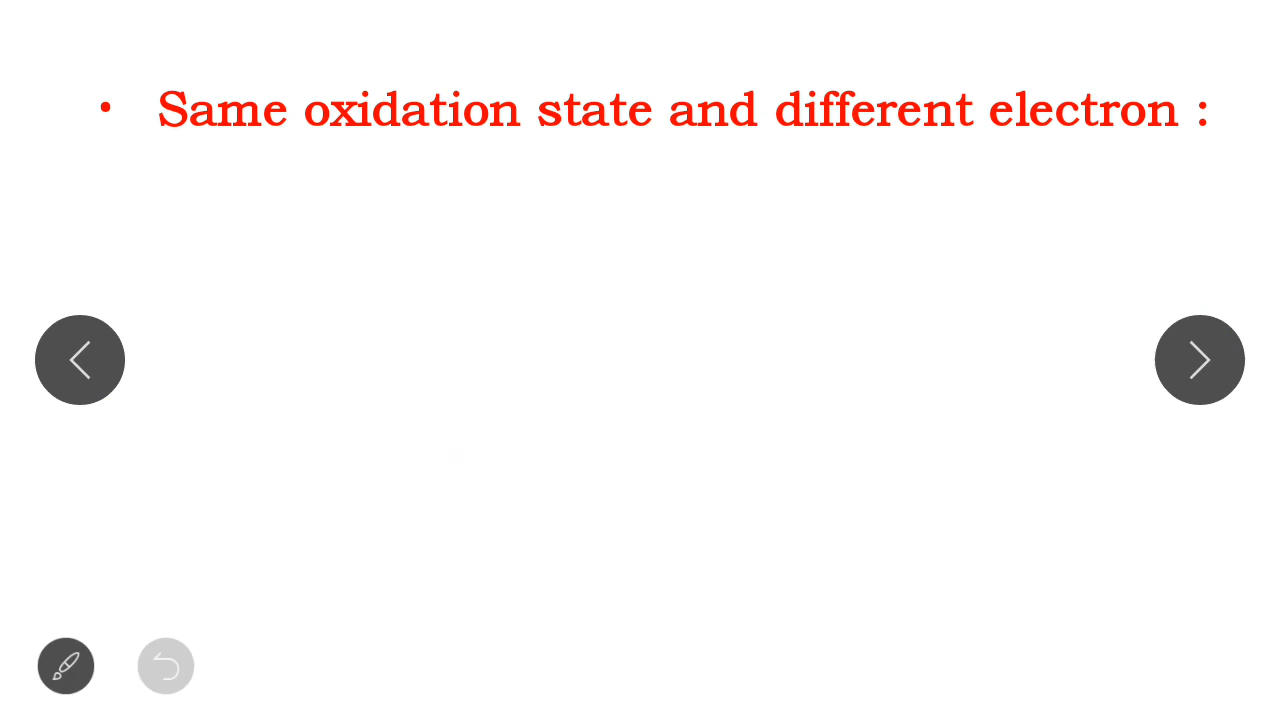 • Same oxidation state and different electron :